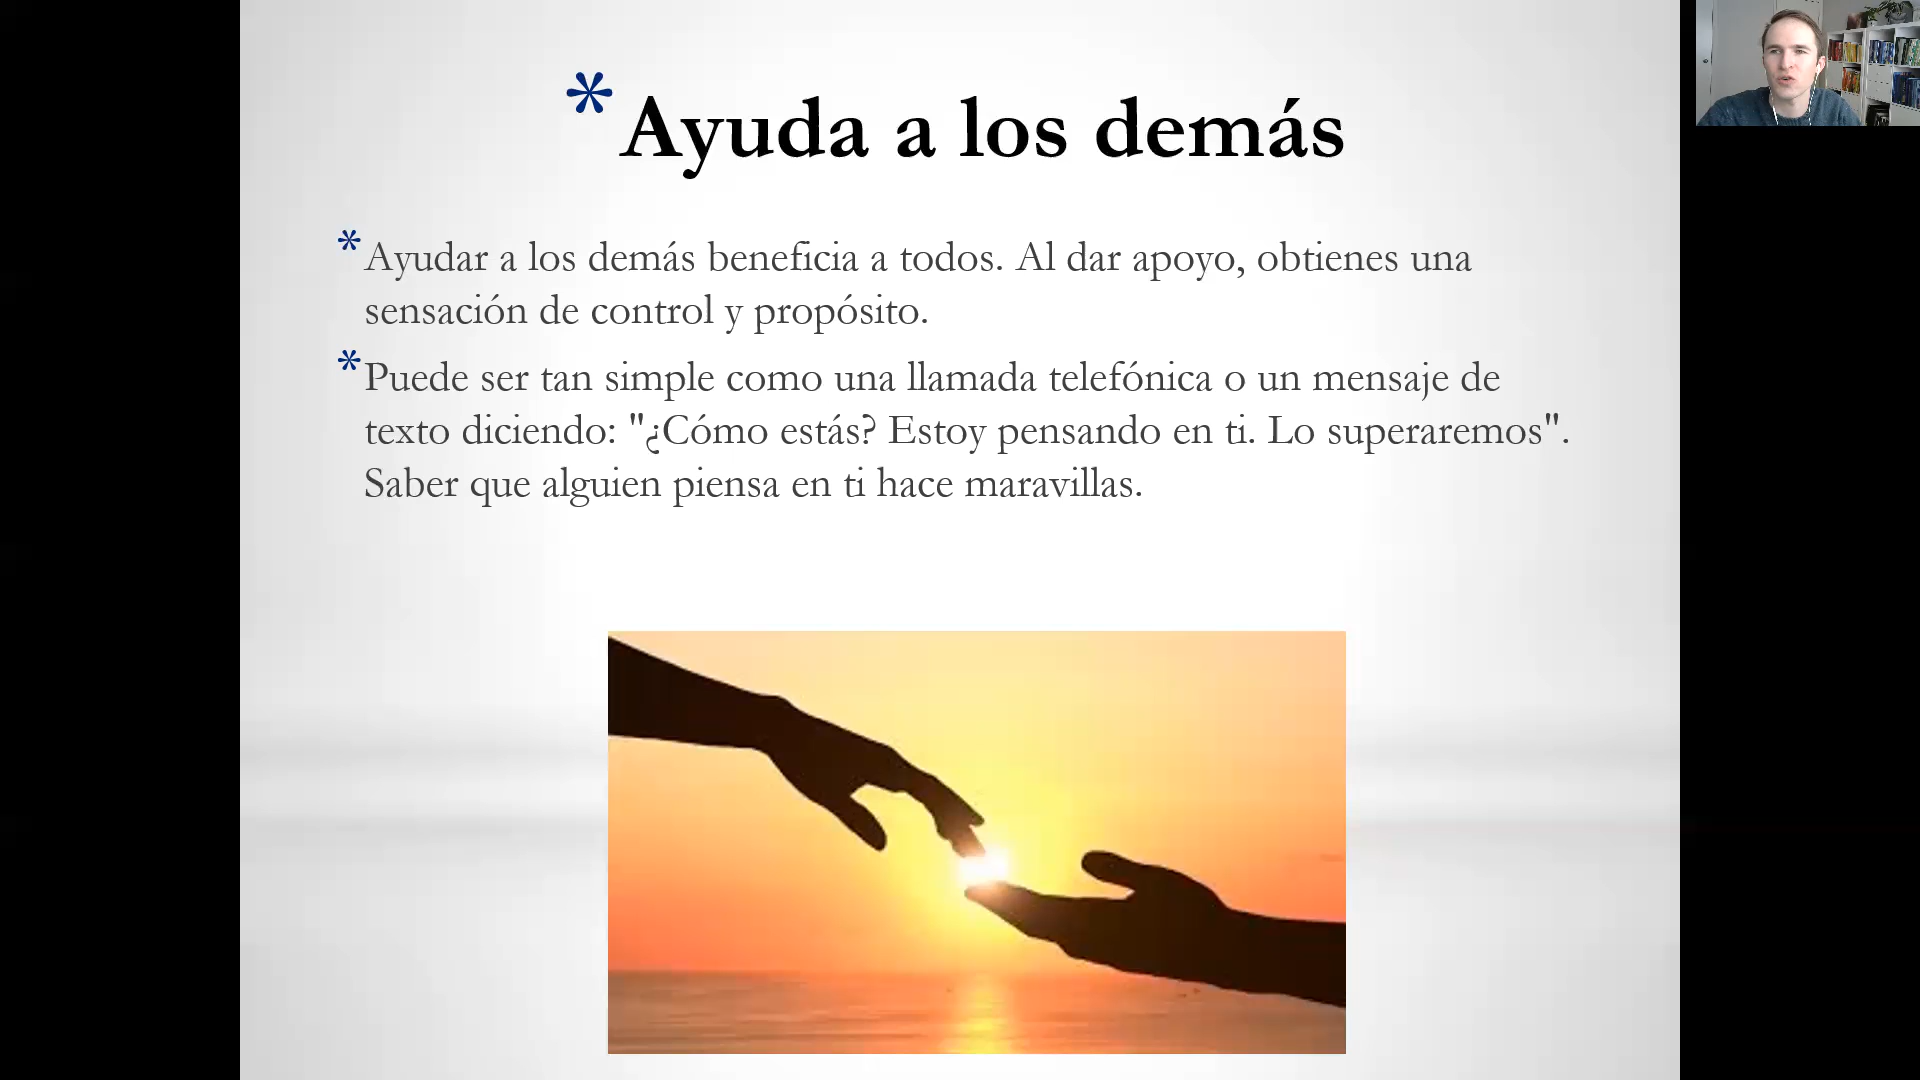 * Ayuda a los demás
* Ayudar a los demás beneficia a todos. Al dar apoyo, obtienes una
sensación de control y propósito.
* Puede ser tan simple como una llamada telefónica o un mensaje de
texto diciendo: "¿Cómo estás? Estoy pensando en ti. Lo superaremos".
Saber que alguien piensa en ti hace maravillas.